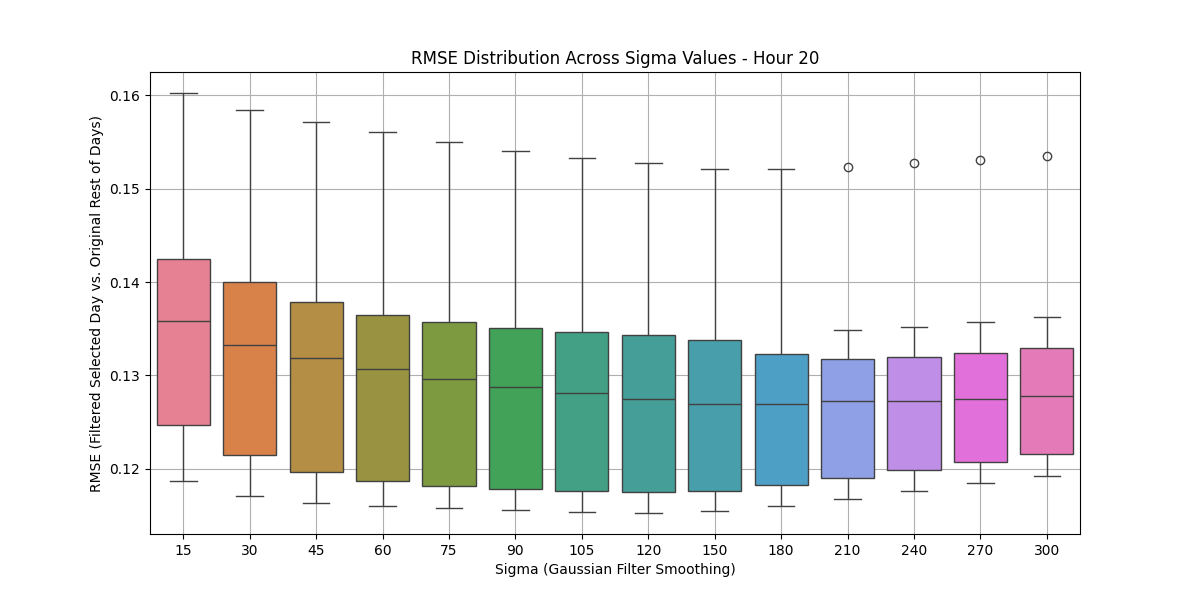 RMSE Distribution Across Sigma Values - Hour 20
RMSE (Filtered Selected Day vs. Original Rest of Days)
0.16
0.15
0.14
0.13
0.12
15 30 45 60 75 90 105 120 150 180 210 240 270 300
Sigma (Gaussian Filter Smoothing)